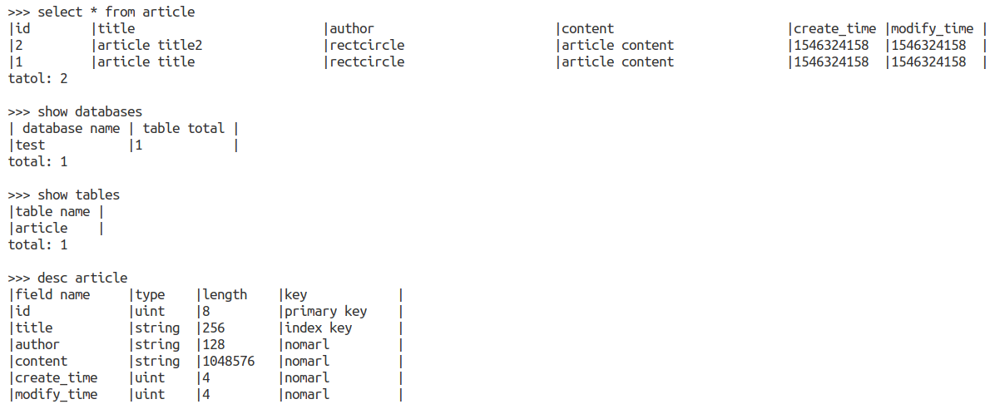 >>> select * from article
|id        |title                         |author                        |content                       |create_time |modify_time |
|2         |article title2                |rectcircle                    |article content               |1546324158  |1546324158  |
|1         |article title                 |rectcircle                    |article content               |1546324158  |1546324158  |
tatol: 2
>>> show databases
| database name | table total |
|test           |1            |
total: 1
>>> show tables
|table name |
|article    |
total: 1
>>> desc article
|field name     |type    |length    |key            |
|id             |uint    |8         |primary key    |
|title          |string  |256       |index key      |
|author         |string  |128       |nomarl         |
|content        |string  |1048576   |nomarl         |
|create_time    |uint    |4         |nomarl         |
|modify_time    |uint    |4         |nomarl         |